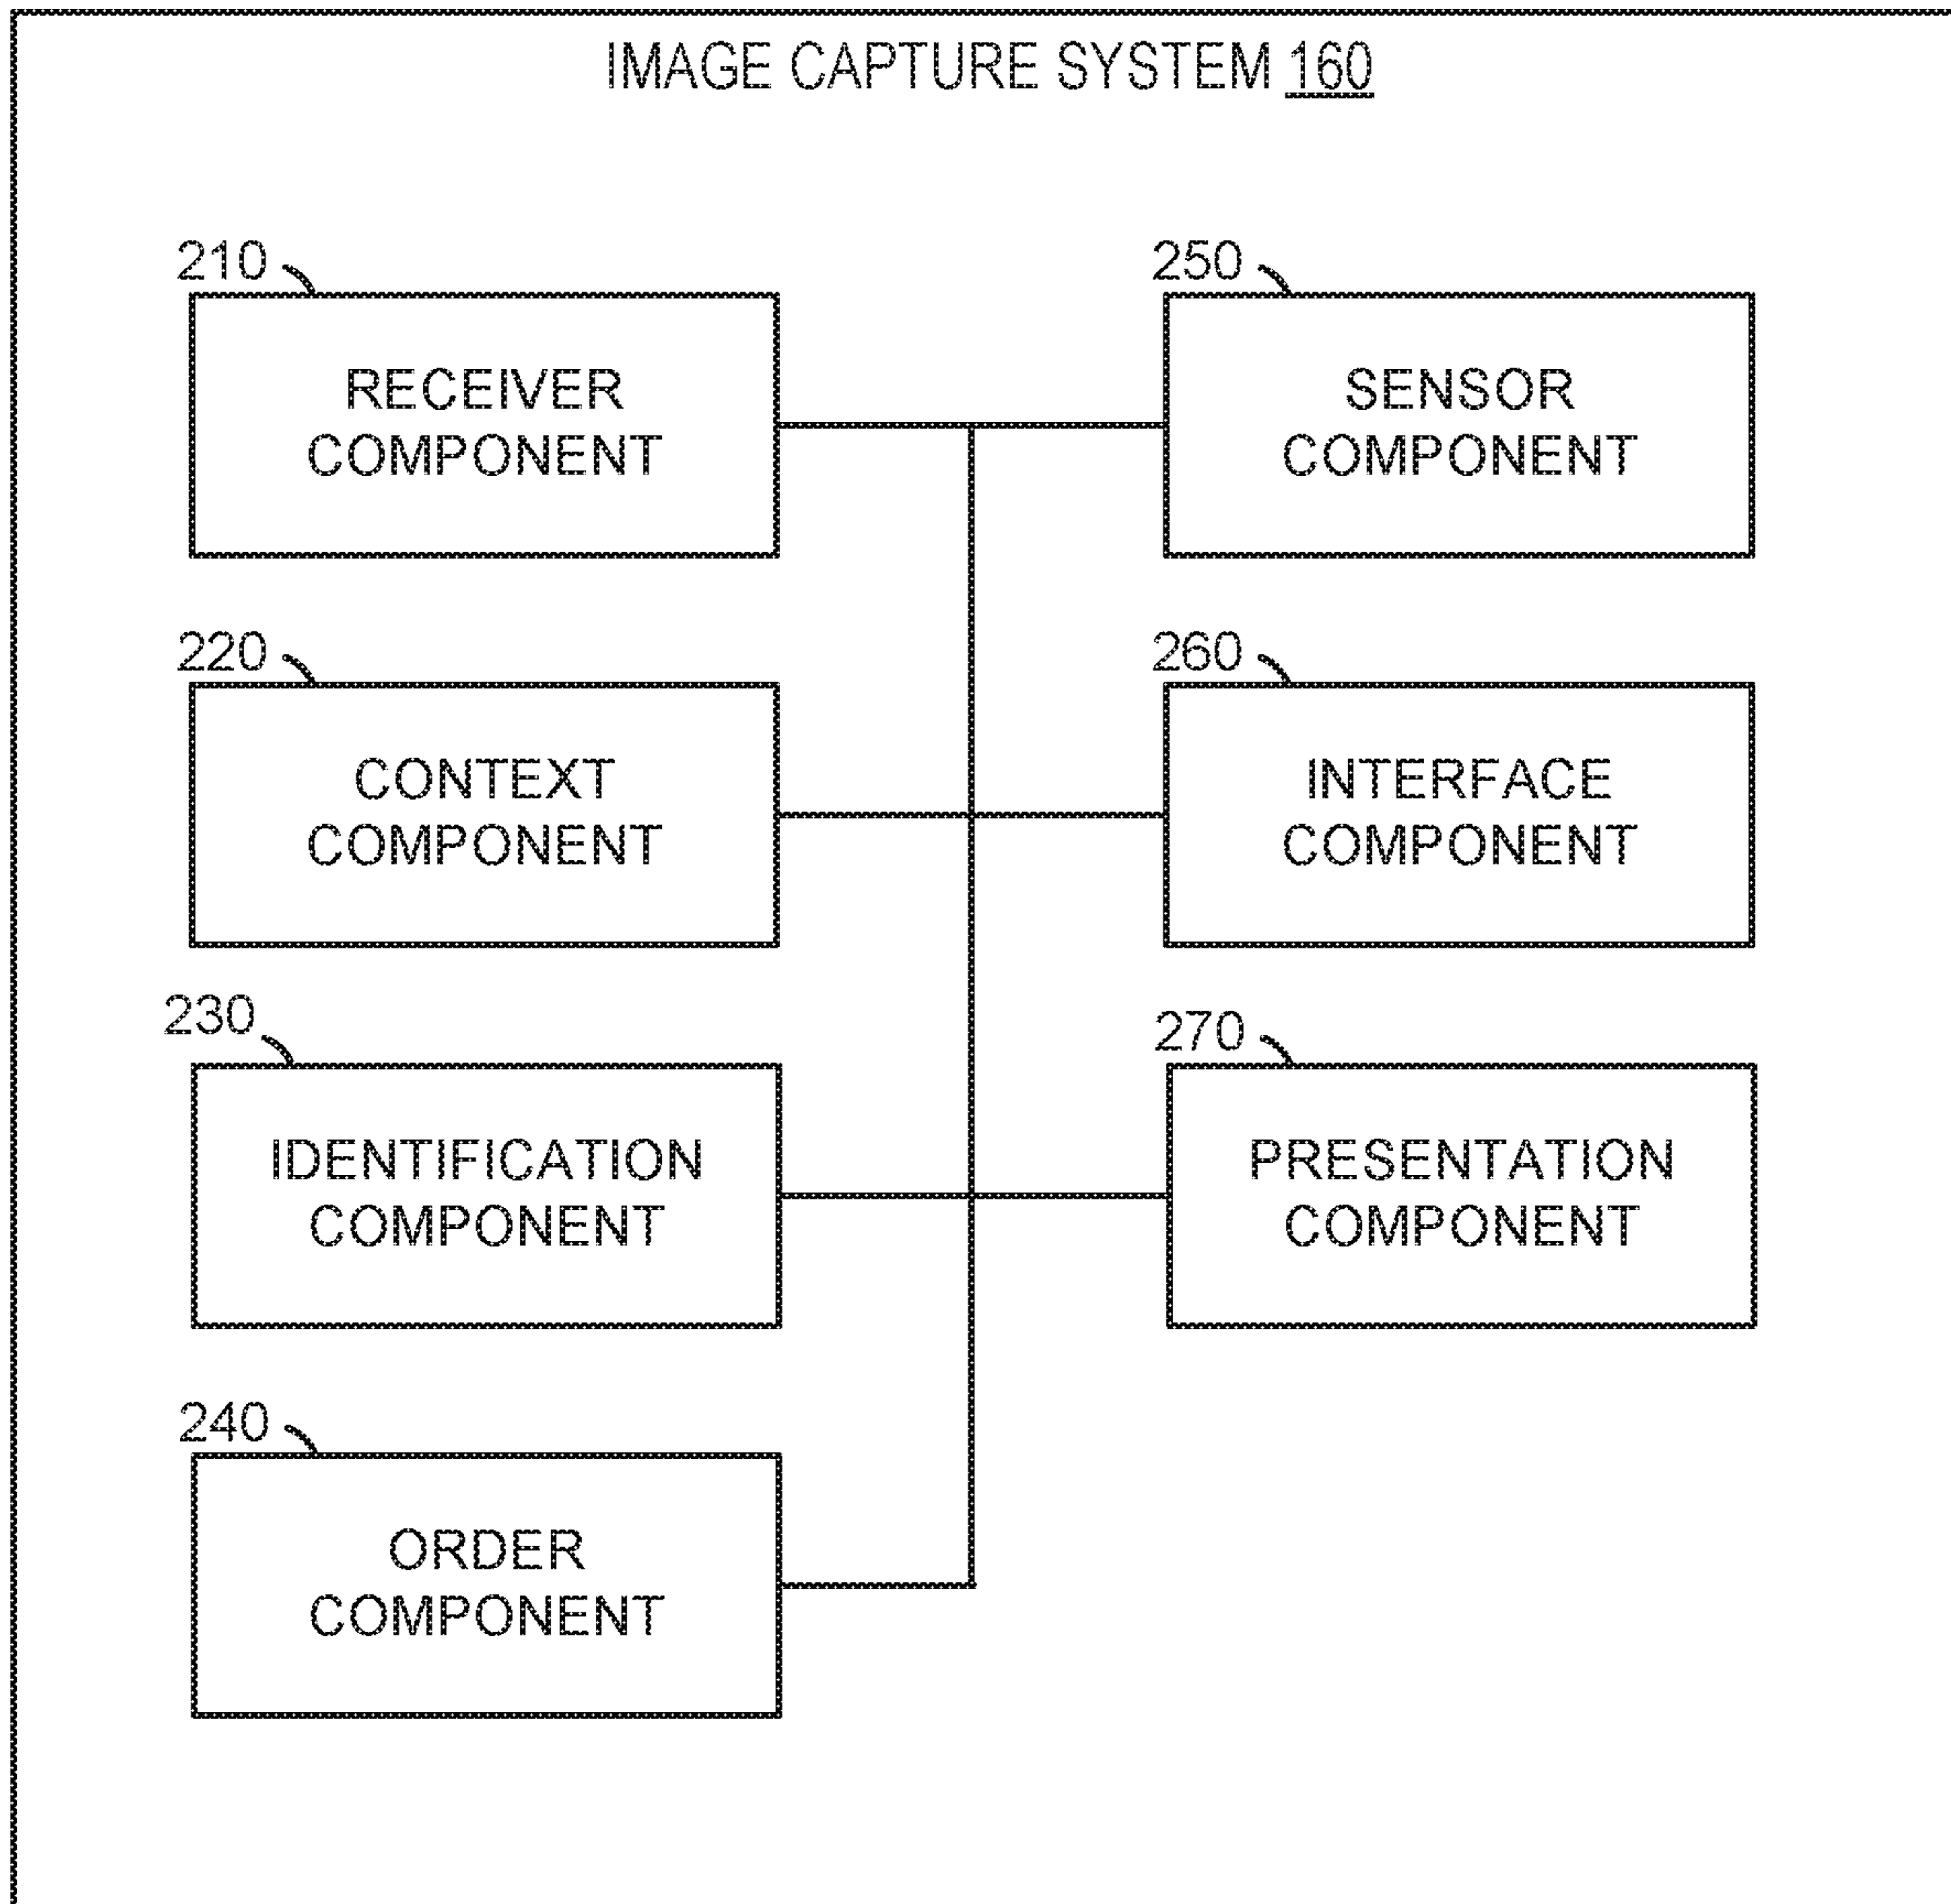 IMAGE CAPTURE SYSTEM 160
210
RECEIVER
COMPONENT
250
SENSOR
COMPONENT
220
CONTEXT
COMPONENT
260
INTERFACE
COMPONENT
230
IDENTIFICATION
COMPONENT
270
PRESENTATION
COMPONENT
240
ORDER
COMPONENT